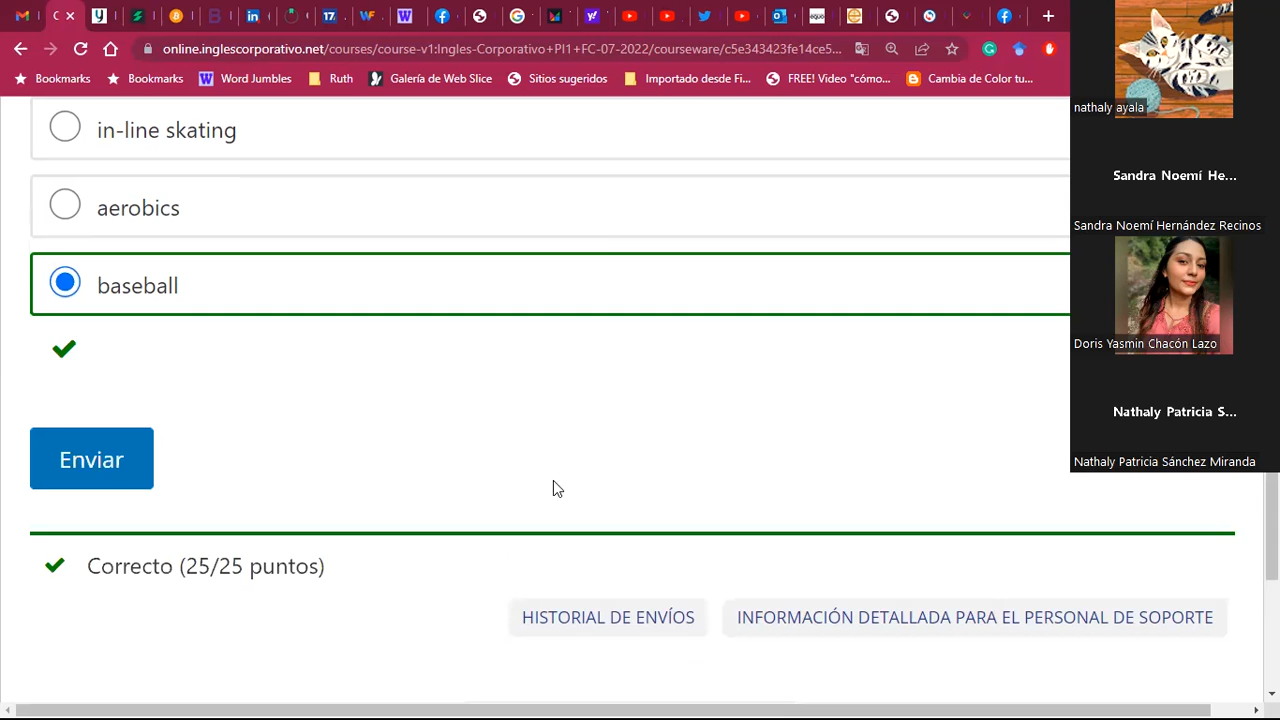 online.inglescorporativo.net/courses/course-v1:Ingles-Corporativo+PI1+FC-07-2022/courseware/c5e343423fe14ce5...
Bookmarks Bookmarks Word Jumbles Ruth Galería de Web Slice Sitios sugeridos Importado desde Fi... FREE! Video "cómo... Cambia de Color tu...
in-line skating
aerobics
baseball
Enviar
Correcto (25/25 puntos)
HISTORIAL DE ENVÍOS INFORMACIÓN DETALLADA PARA EL PERSONAL DE SOPORTE
nathaly ayala
Sandra Noemí He...
Sandra Noemí Hernández Recinos
Doris Yasmin Chacón Lazo
Nathaly Patricia S...
Nathaly Patricia Sánchez Miranda